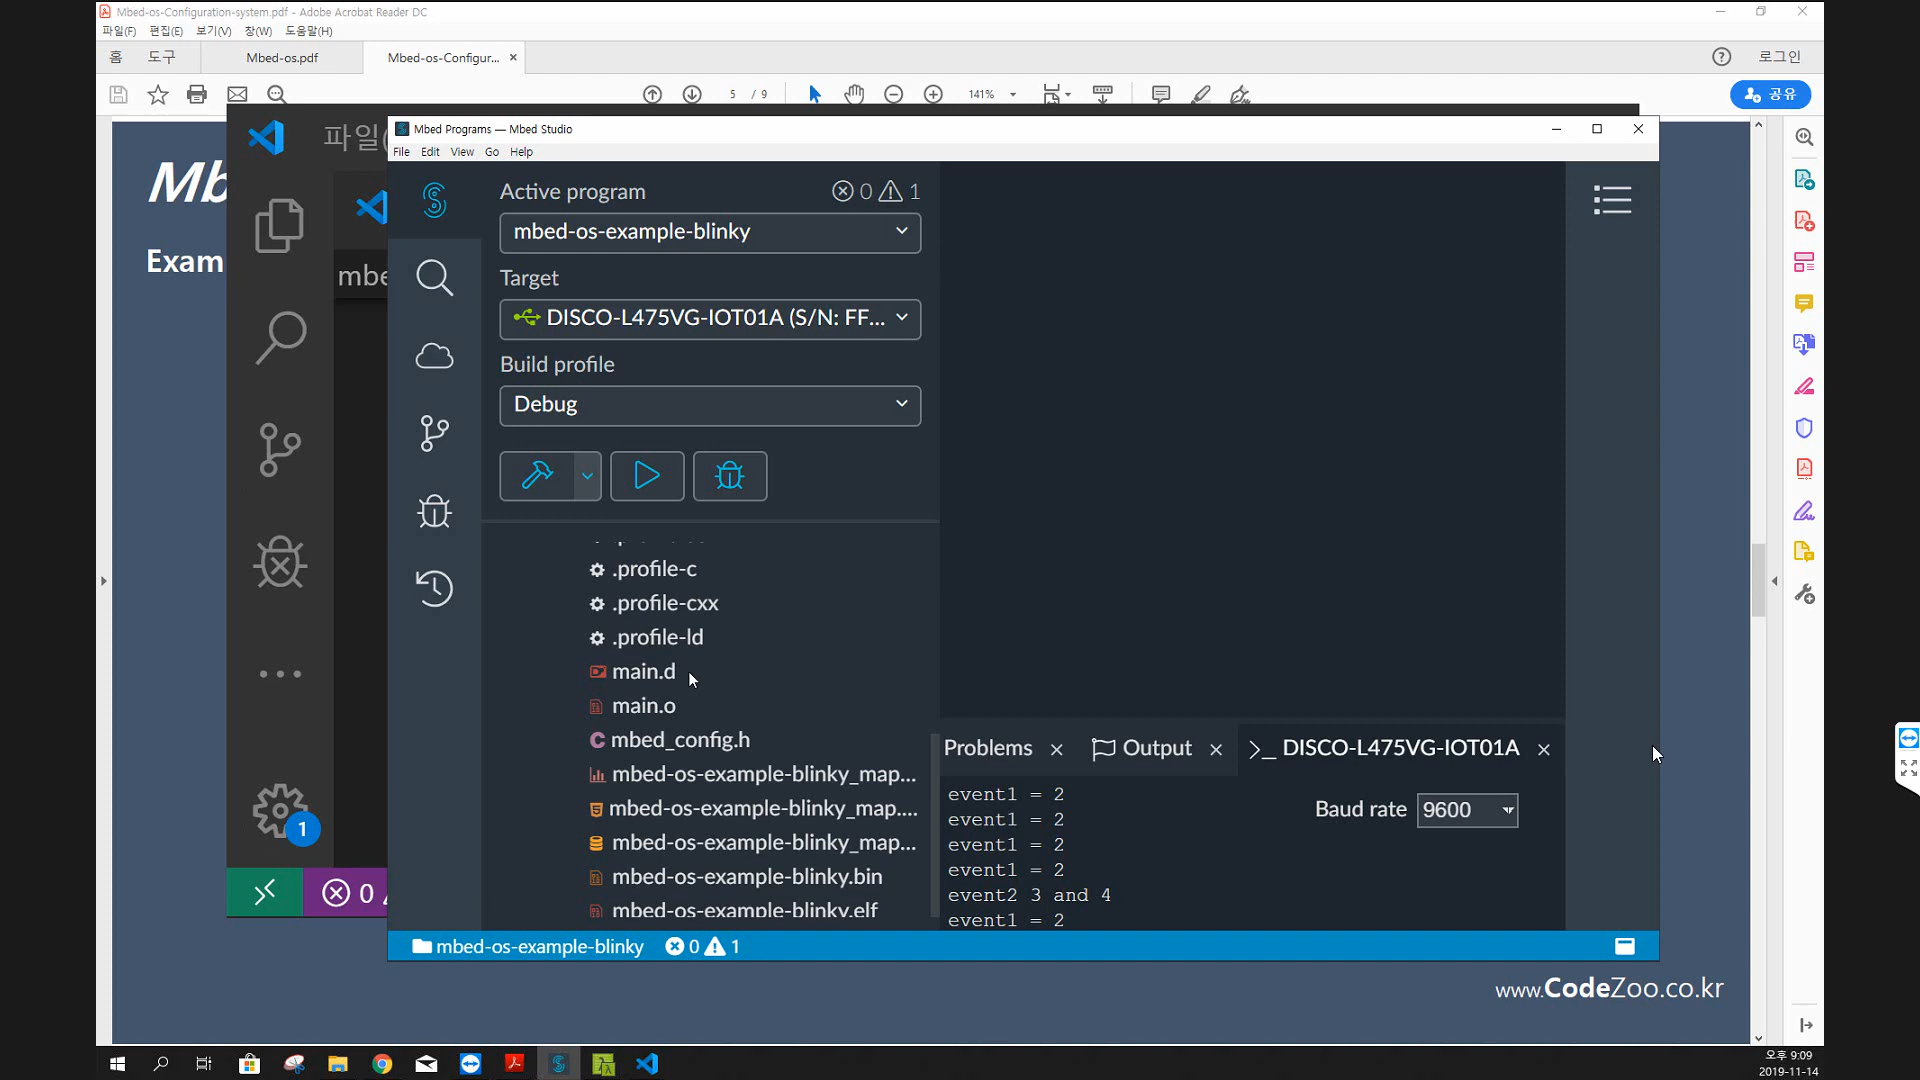 Mbed-os-Configuration-system.pdf - Adobe Acrobat Reader DC
파일(F) 편집(E) 보기(V) 창(W) 도움말(H)
홈 도구 Mbed-os.pdf Mbed-os-Configur... ×
로그인
5 / 9 141%
공유
Mb
Exam
파일(
mbe
Mbed Programs — Mbed Studio
File Edit View Go Help
Active program 0 1
mbed-os-example-blinky
Target
DISCO-L475VG-IOT01A (S/N: FF...
Build profile
Debug
.profile-c
.profile-cxx
.profile-ld
main.d
main.o
mbed_config.h
mbed-os-example-blinky_map...
mbed-os-example-blinky_map....
mbed-os-example-blinky_map...
mbed-os-example-blinky.bin
mbed-os-example-blinky.elf
Problems × Output × >_ DISCO-L475VG-IOT01A ×
event1 = 2
event1 = 2
event1 = 2
event1 = 2
event2 3 and 4
event1 = 2
Baud rate 9600
1
0
mbed-os-example-blinky 0 1
www.CodeZoo.co.kr
오후 9:09
2019-11-14